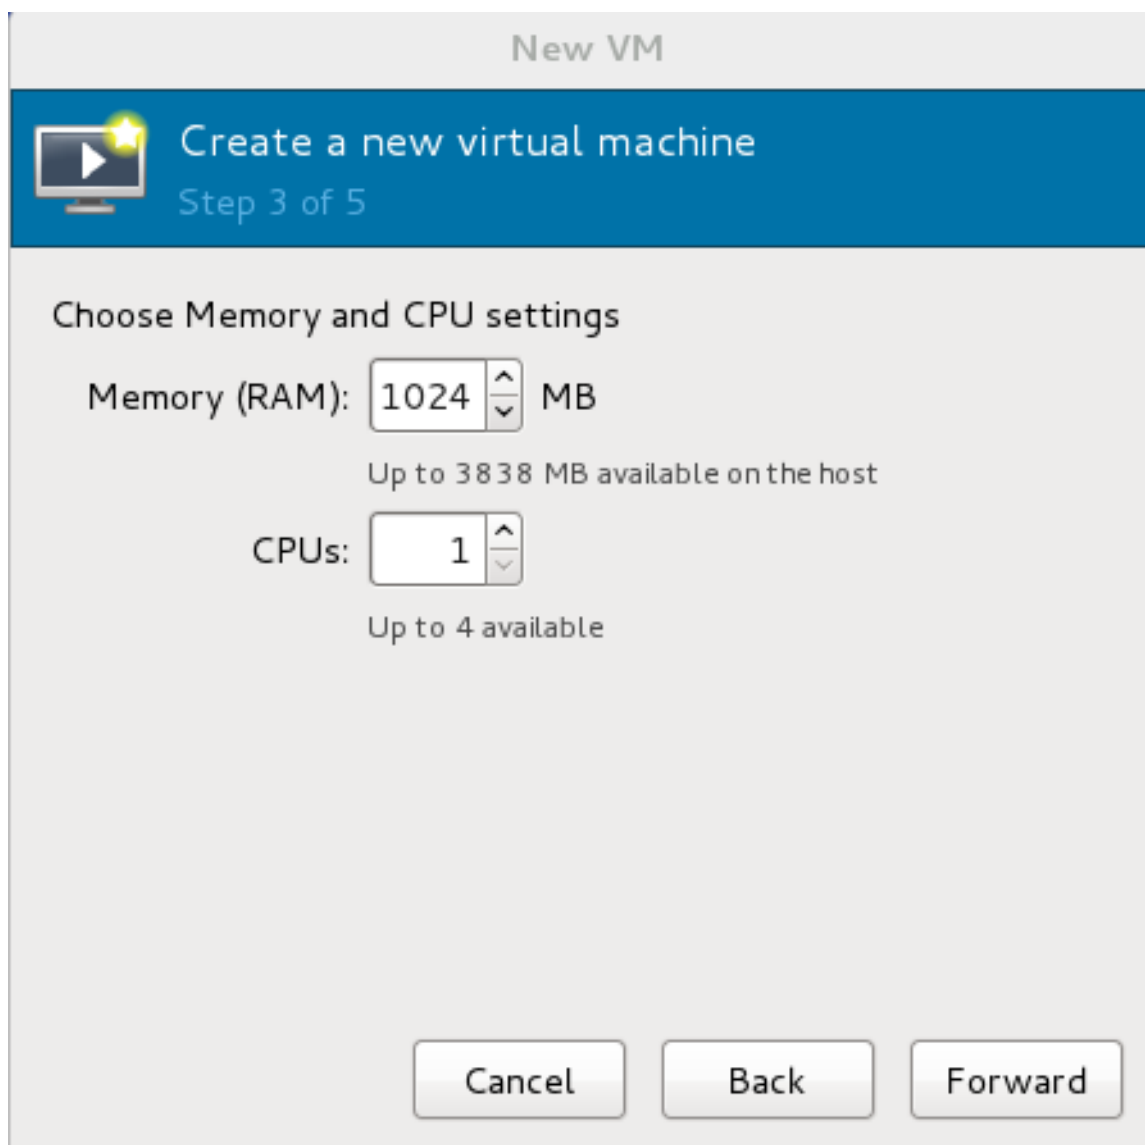 New VM
Create a new virtual machine
Step 3 of 5
Choose Memory and CPU settings
Memory (RAM): 1024 MB
Up to 3838 MB available on the host
CPUs: 1
Up to 4 available
Cancel Back Forward